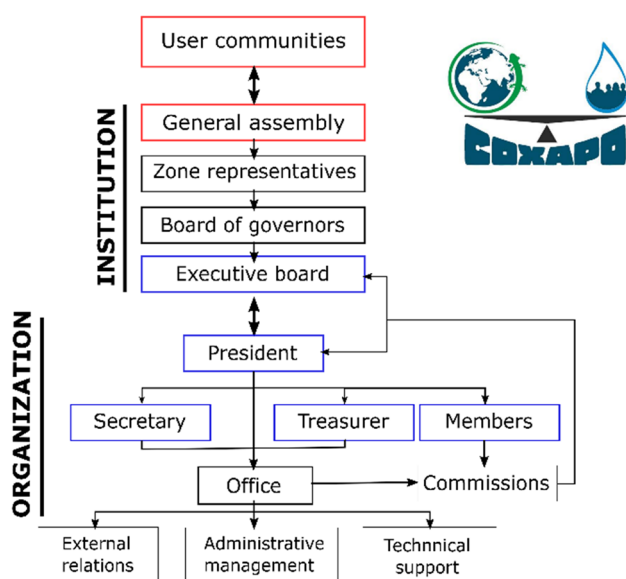 User communities
General assembly
Zone representatives
Board of governors
Executive board
INSTITUTION
COXAPO
President
Secretary
Treasurer
Members
Office
Commissions
ORGANIZATION
External
relations
Administrative
management
Technnical
support